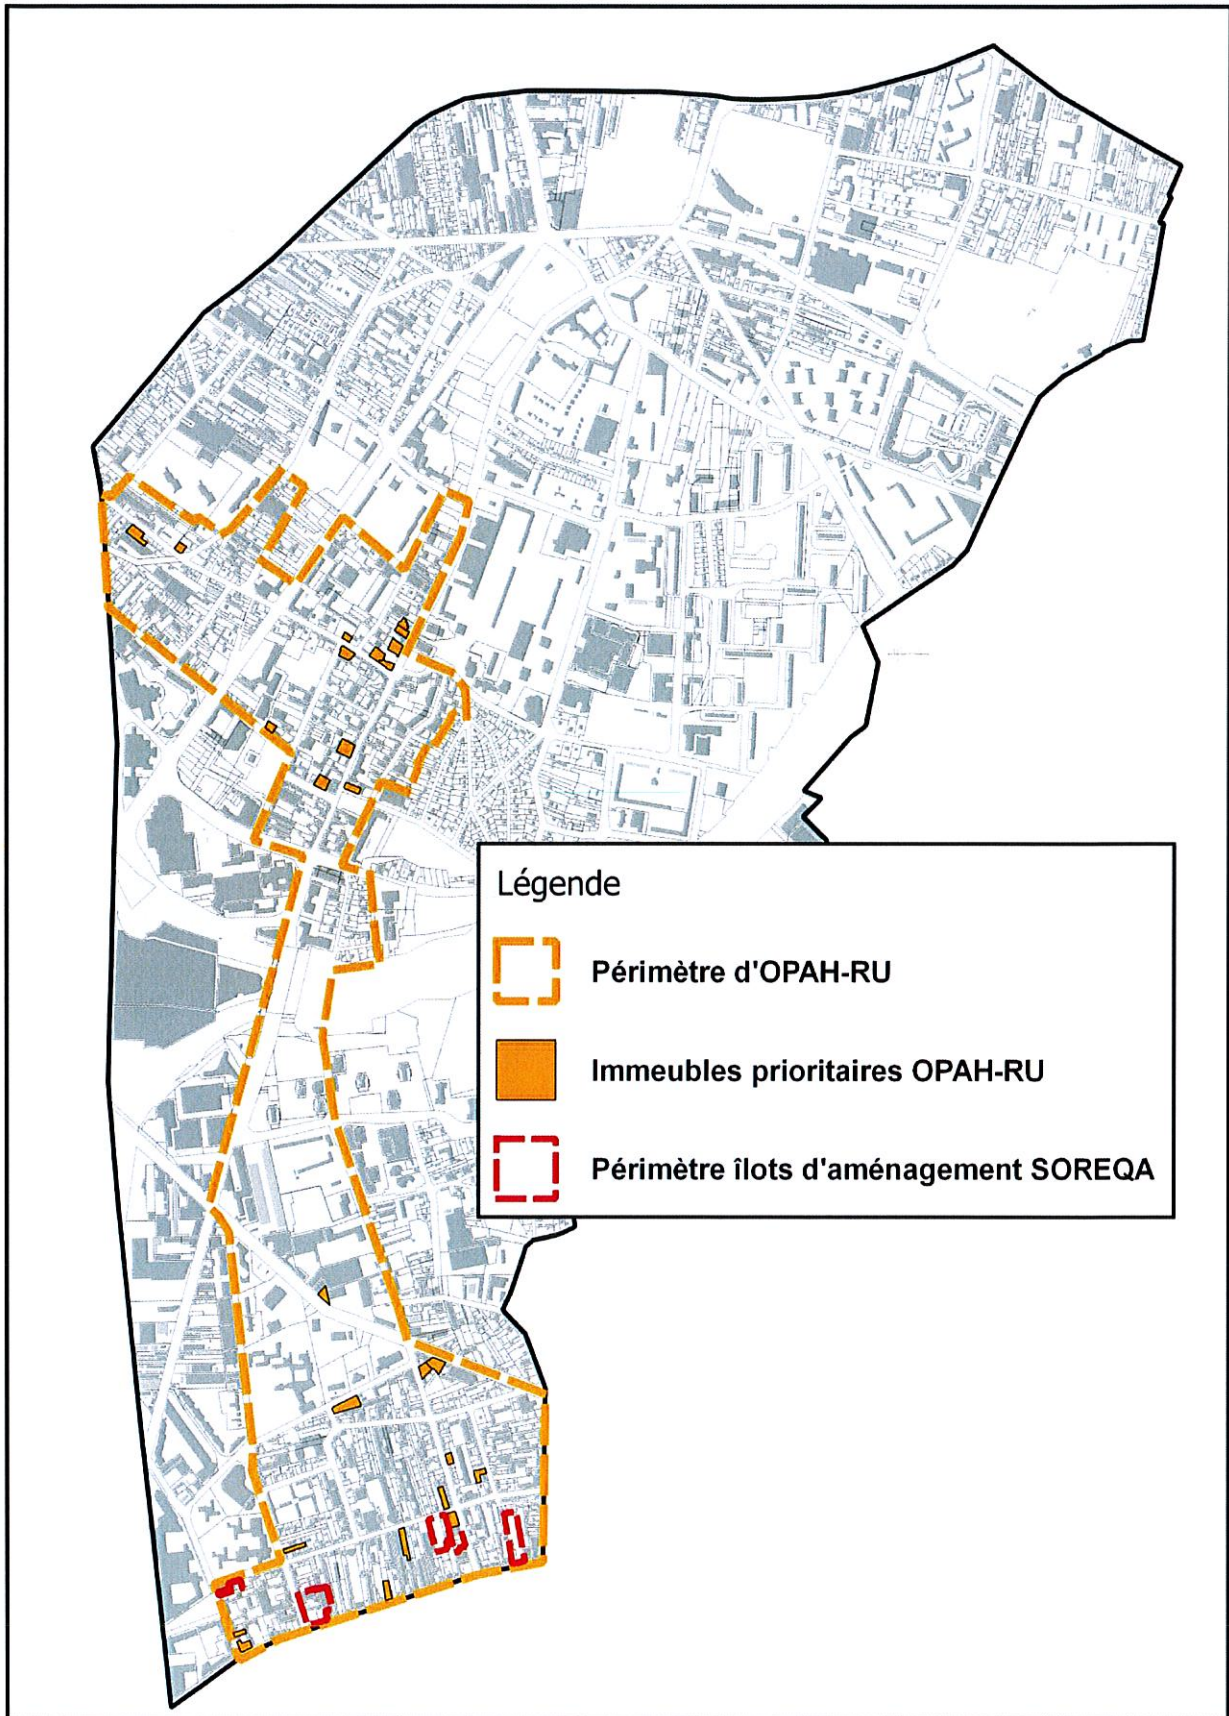 Légende
Périmètre d'OPAH-RU
Immeubles prioritaires OPAH-RU
Périmètre îlots d'aménagement SOREQA